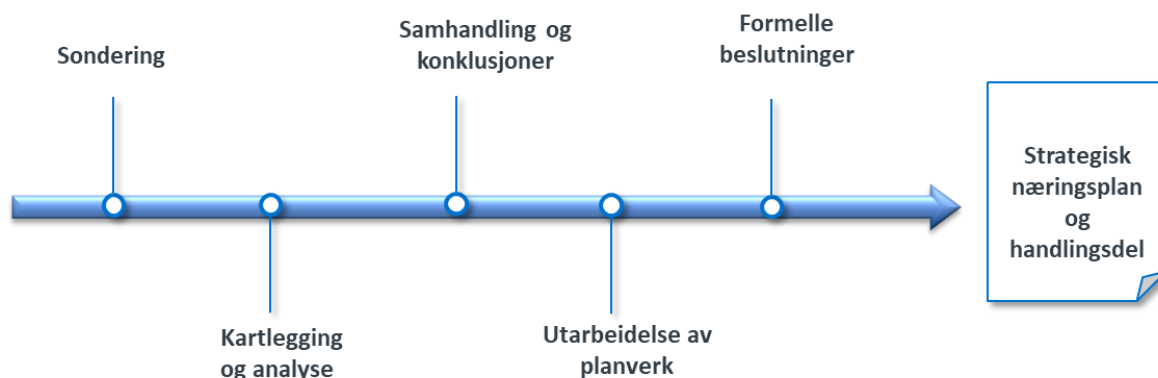 Sondering
Kartlegging
og analyse
Samhandling og
konklusjoner
Utarbeidelse av
planverk
Formelle
beslutninger
Strategisk
næringsplan
og
handlingsdel